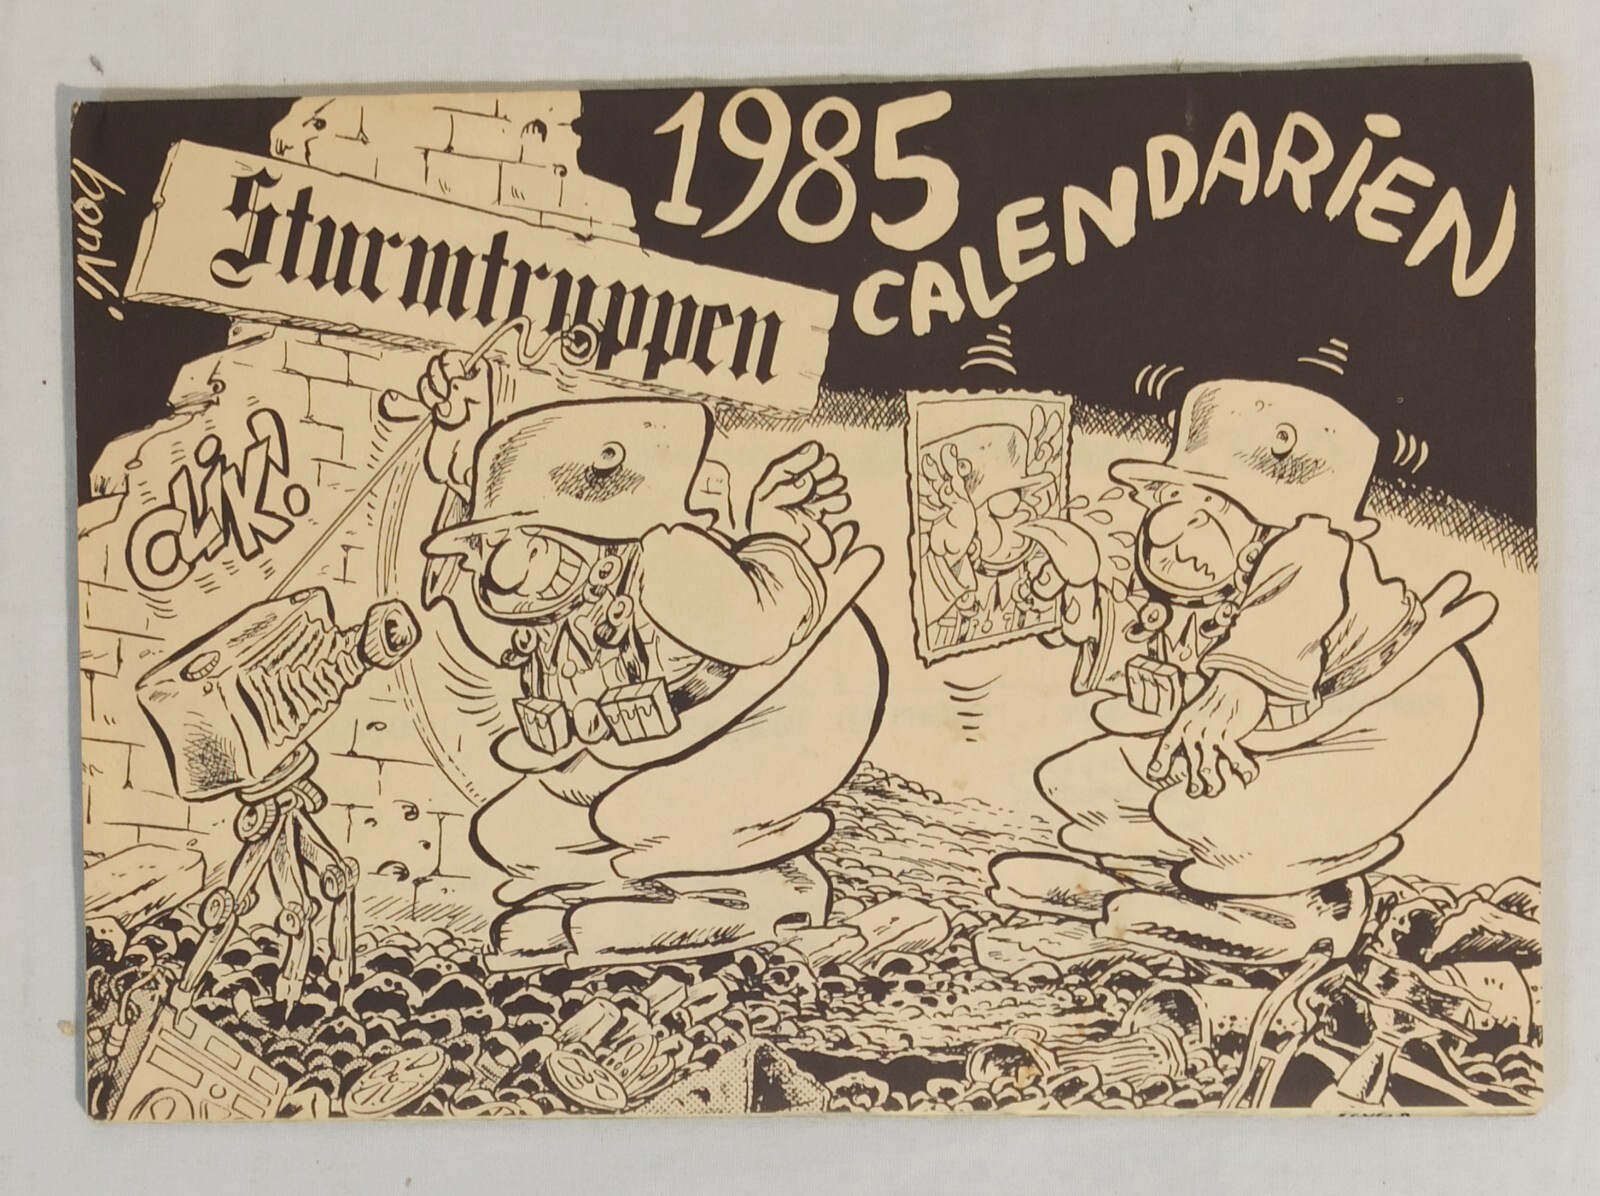 1985
CALENDARIEN
Sturmtruppen
bonvi
CLIK!